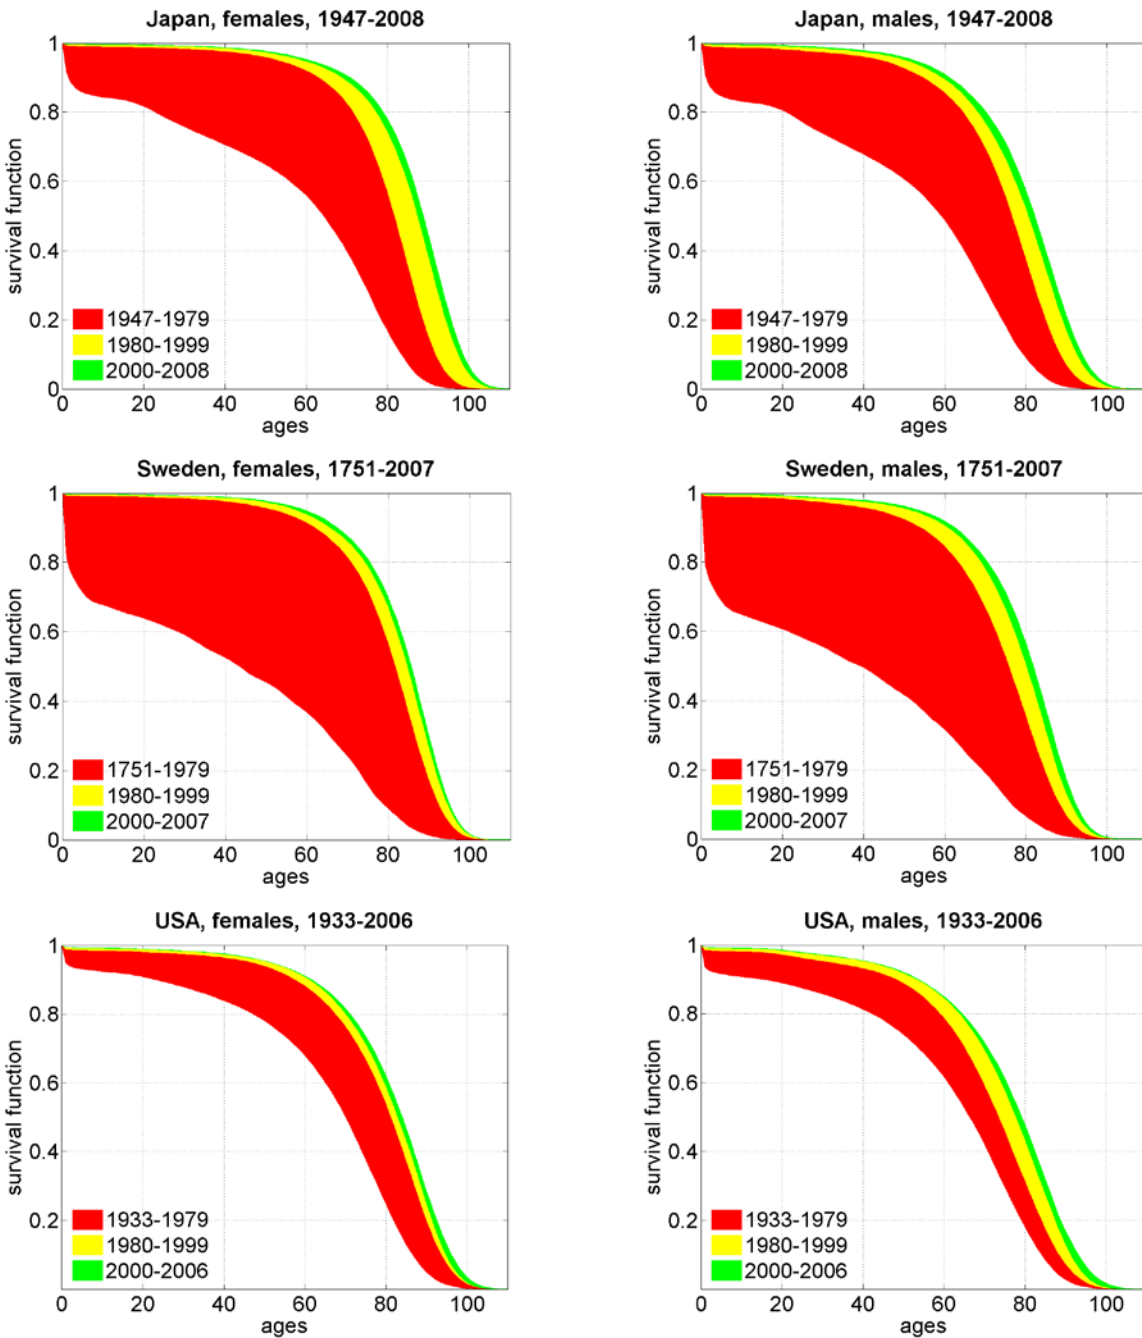 Japan, females, 1947-2008
survival function
1
0.8
0.6
0.4
0.2
0
1947-1979
1980-1999
2000-2008
0 20 40 60 80 100
ages
Japan, males, 1947-2008
survival function
1
0.8
0.6
0.4
0.2
0
1947-1979
1980-1999
2000-2008
0 20 40 60 80 100
ages
Sweden, females, 1751-2007
survival function
1
0.8
0.6
0.4
0.2
0
1751-1979
1980-1999
2000-2007
0 20 40 60 80 100
ages
Sweden, males, 1751-2007
survival function
1
0.8
0.6
0.4
0.2
0
1751-1979
1980-1999
2000-2007
0 20 40 60 80 100
ages
USA, females, 1933-2006
survival function
1
0.8
0.6
0.4
0.2
1933-1979
1980-1999
2000-2006
0 20 40 60 80 100
ages
USA, males, 1933-2006
survival function
1
0.8
0.6
0.4
0.2
1933-1979
1980-1999
2000-2006
0 20 40 60 80 100
ages